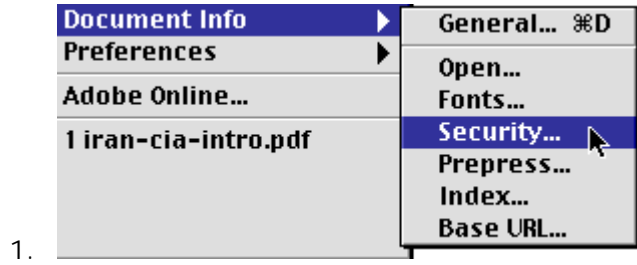 Document Info
Preferences
Adobe Online...
1 iran-cia-intro.pdf
General... ⌘D
Open...
Fonts...
Security...
Prepress...
Index...
Base URL...
1.